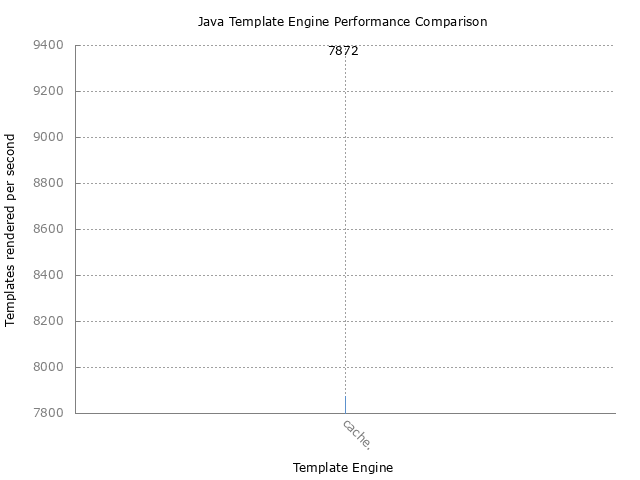 Java Template Engine Performance Comparison
9400
7872
9200
9000
8800
8600
8400
8200
8000
7800
Templates rendered per second
cache.
Template Engine